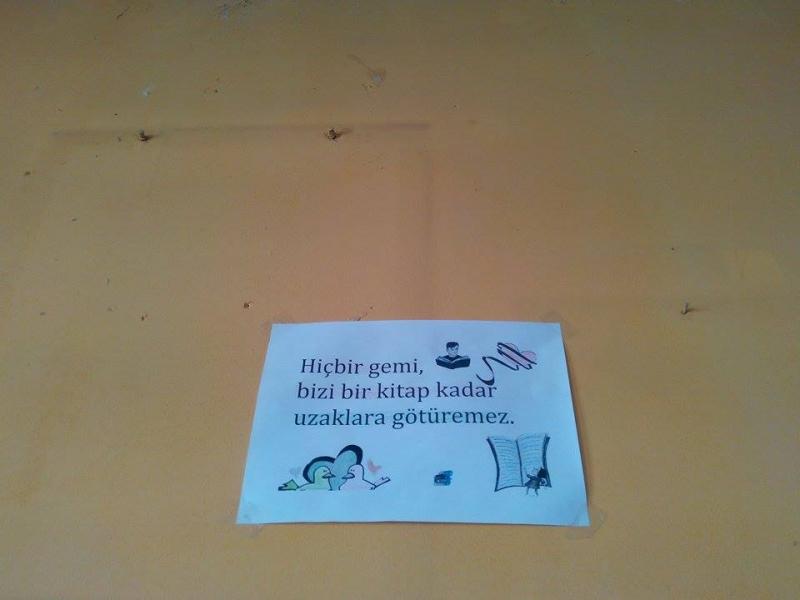 Hiçbir gemi,
bizi bir kitap kadar
uzaklara götüremez.